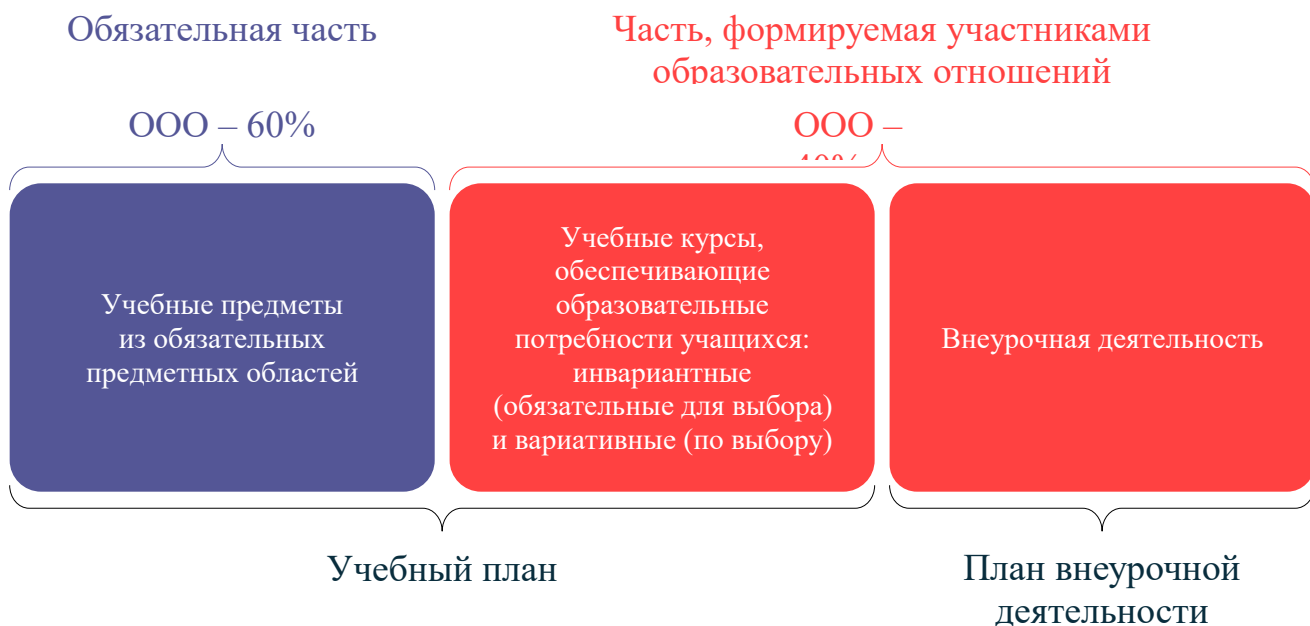 Обязательная часть
Часть, формируемая участниками
образовательных отношений
ООО – 60%
ООО –
Учебные предметы
из обязательных
предметных областей
Учебные курсы,
обеспечивающие
образовательные
потребности учащихся:
инвариантные
(обязательные для выбора)
и вариативные (по выбору)
Внеурочная деятельность
Учебный план
План внеурочной
деятельности